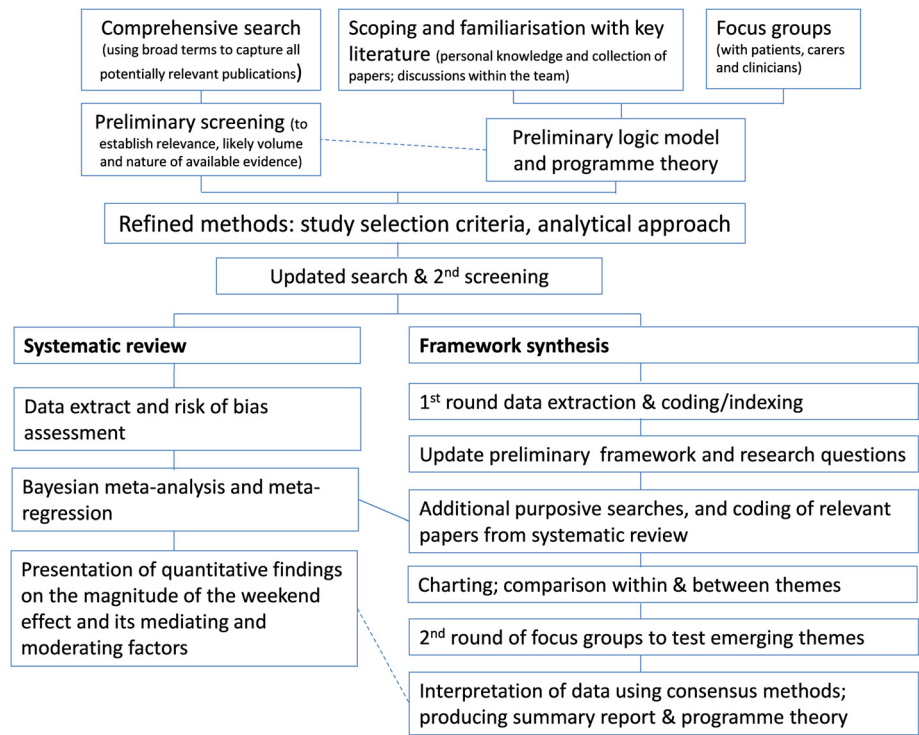 Comprehensive search
(using broad terms to capture all
potentially relevant publications)
Scoping and familiarisation with key
literature (personal knowledge and collection of
papers; discussions within the team)
Focus groups
(with patients, carers
and clinicians)
Preliminary screening (to
establish relevance, likely volume
and nature of available evidence)
Preliminary logic model
and programme theory
Refined methods: study selection criteria, analytical approach
Updated search & 2nd screening
Systematic review
Data extract and risk of bias
assessment
Bayesian meta-analysis and meta-
regression
Presentation of quantitative findings
on the magnitude of the weekend
effect and its mediating and
moderating factors
Framework synthesis
1st round data extraction & coding/indexing
Update preliminary framework and research questions
Additional purposive searches, and coding of relevant
papers from systematic review
Charting; comparison within & between themes
2nd round of focus groups to test emerging themes
Interpretation of data using consensus methods;
producing summary report & programme theory